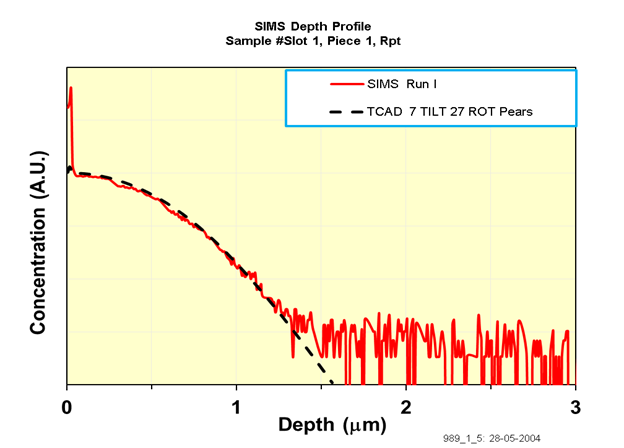 SIMS Depth Profile
Sample #Slot 1, Piece 1, Rpt
SIMS Run I
TCAD 7 TILT 27 ROT Pears
Concentration (A.U.)
0 1 2 3
Depth (μm)
989_1_5: 28-05-2004